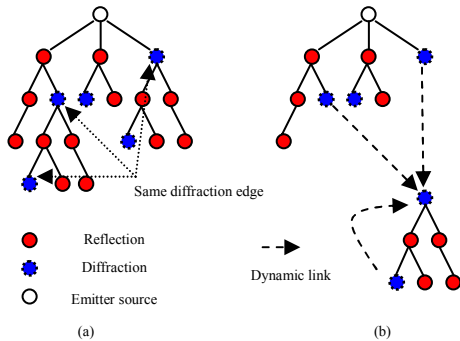 Same diffraction edge
Reflection
Diffraction
Emitter source
Dynamic link
(a)
(b)